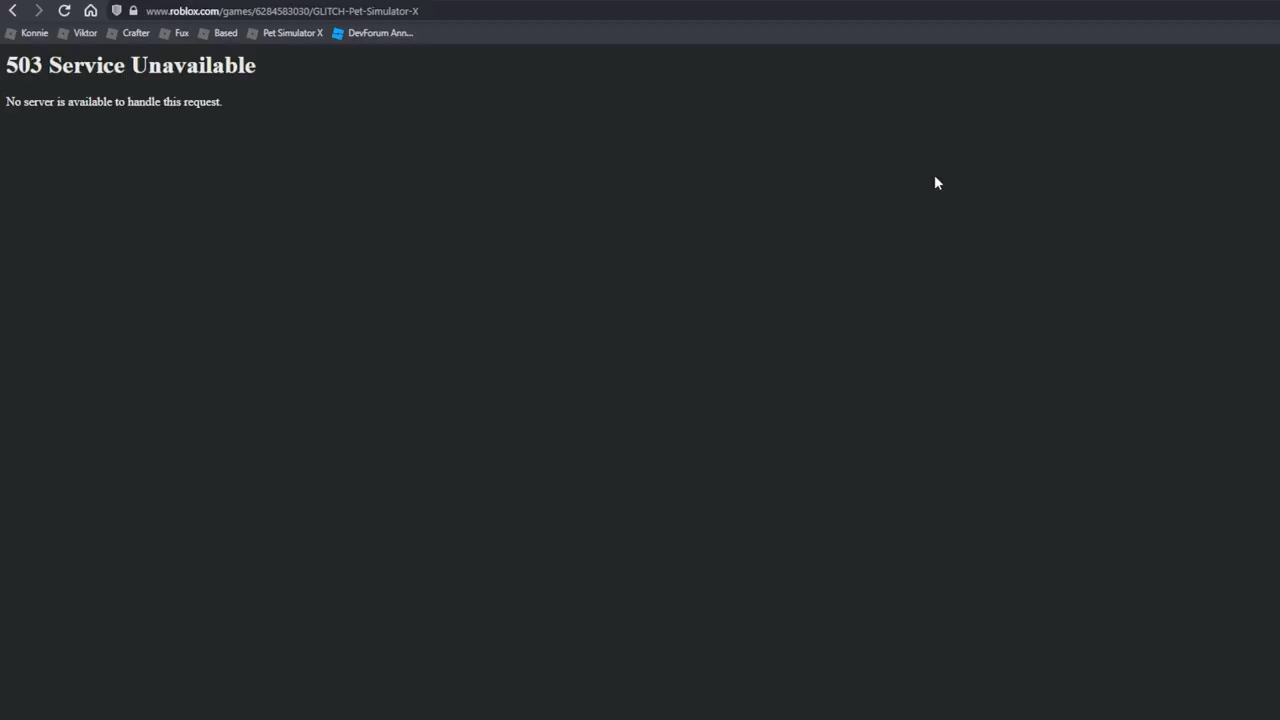 www.roblox.com/games/6284583030/GLITCH-Pet-Simulator-X
Konnie Viktor Crafter Fux Based Pet Simulator X DevForum Ann...
503 Service Unavailable
No server is available to handle this request.